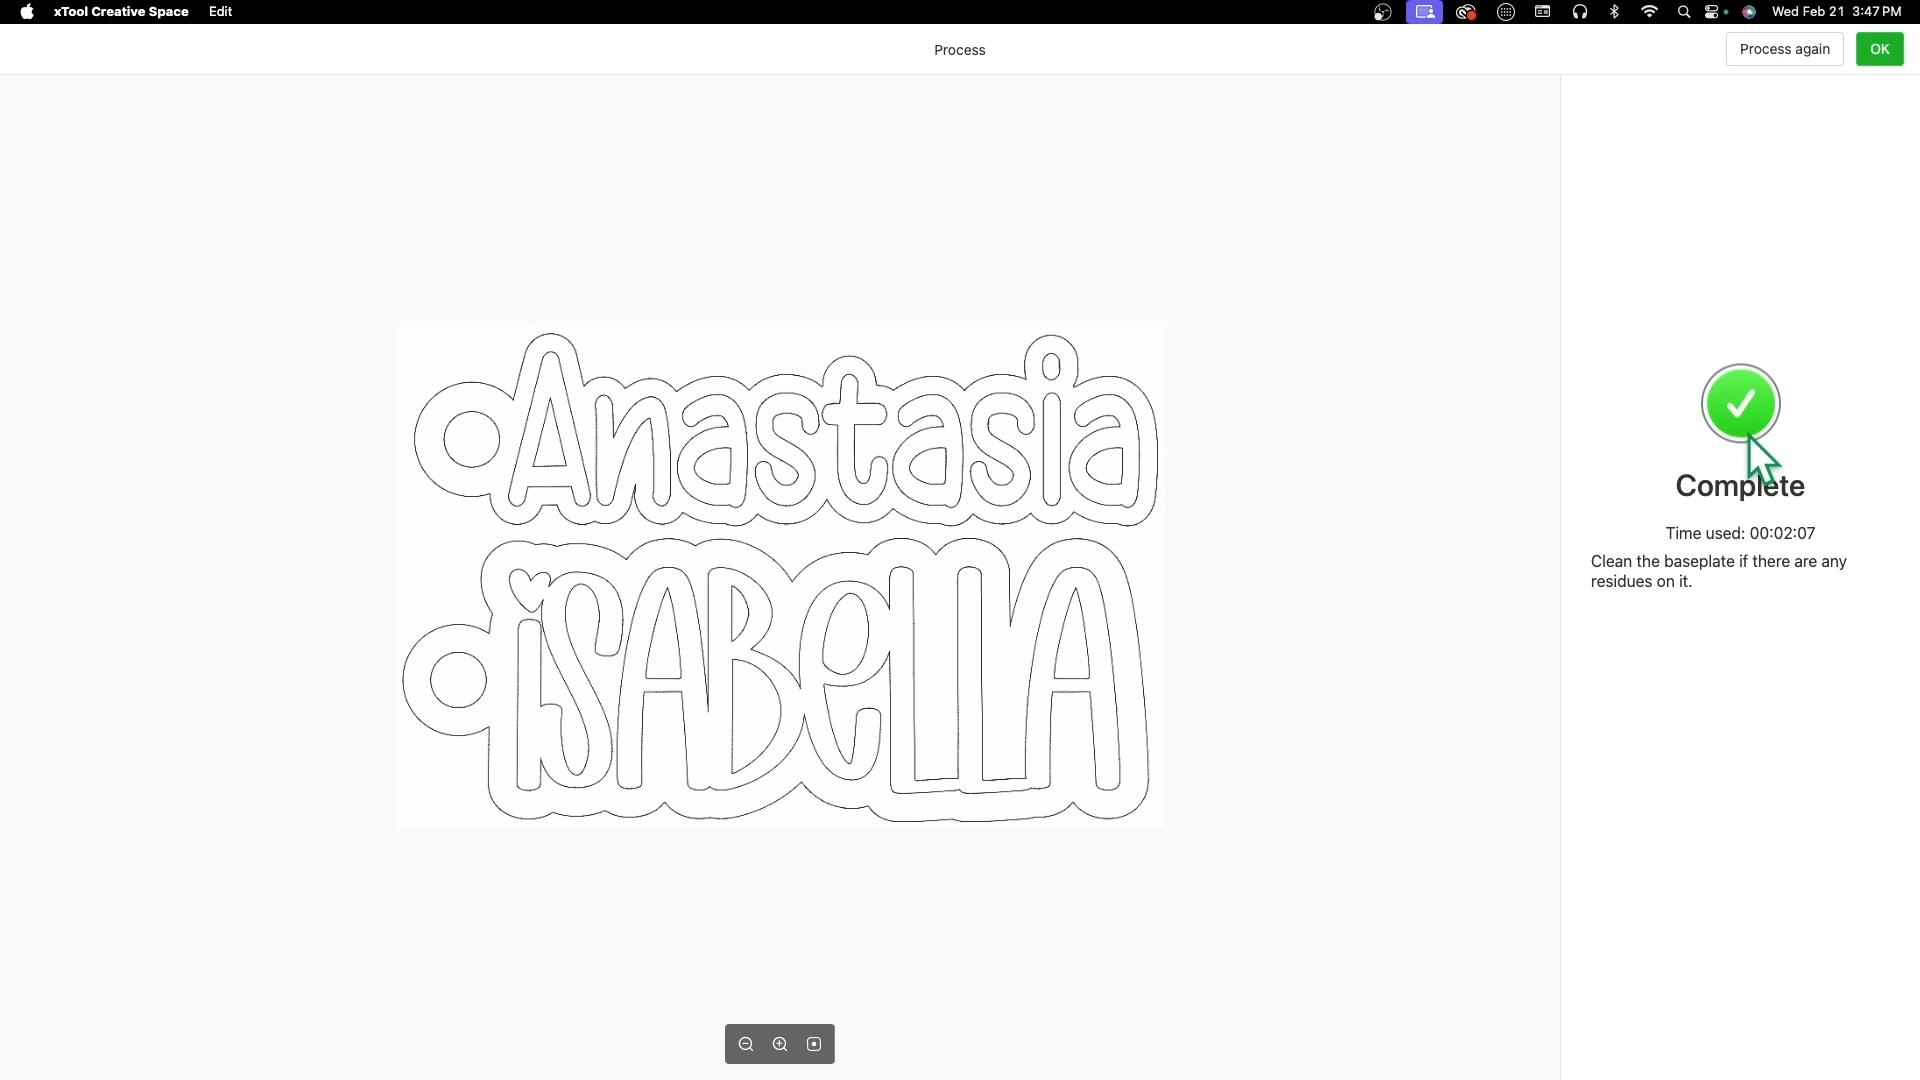 xTool Creative Space Edit Wed Feb 21 3:47 PM
Process Process again OK
Anastasia
iSABellA
Complete
Time used: 00:02:07
Clean the baseplate if there are any
residues on it.